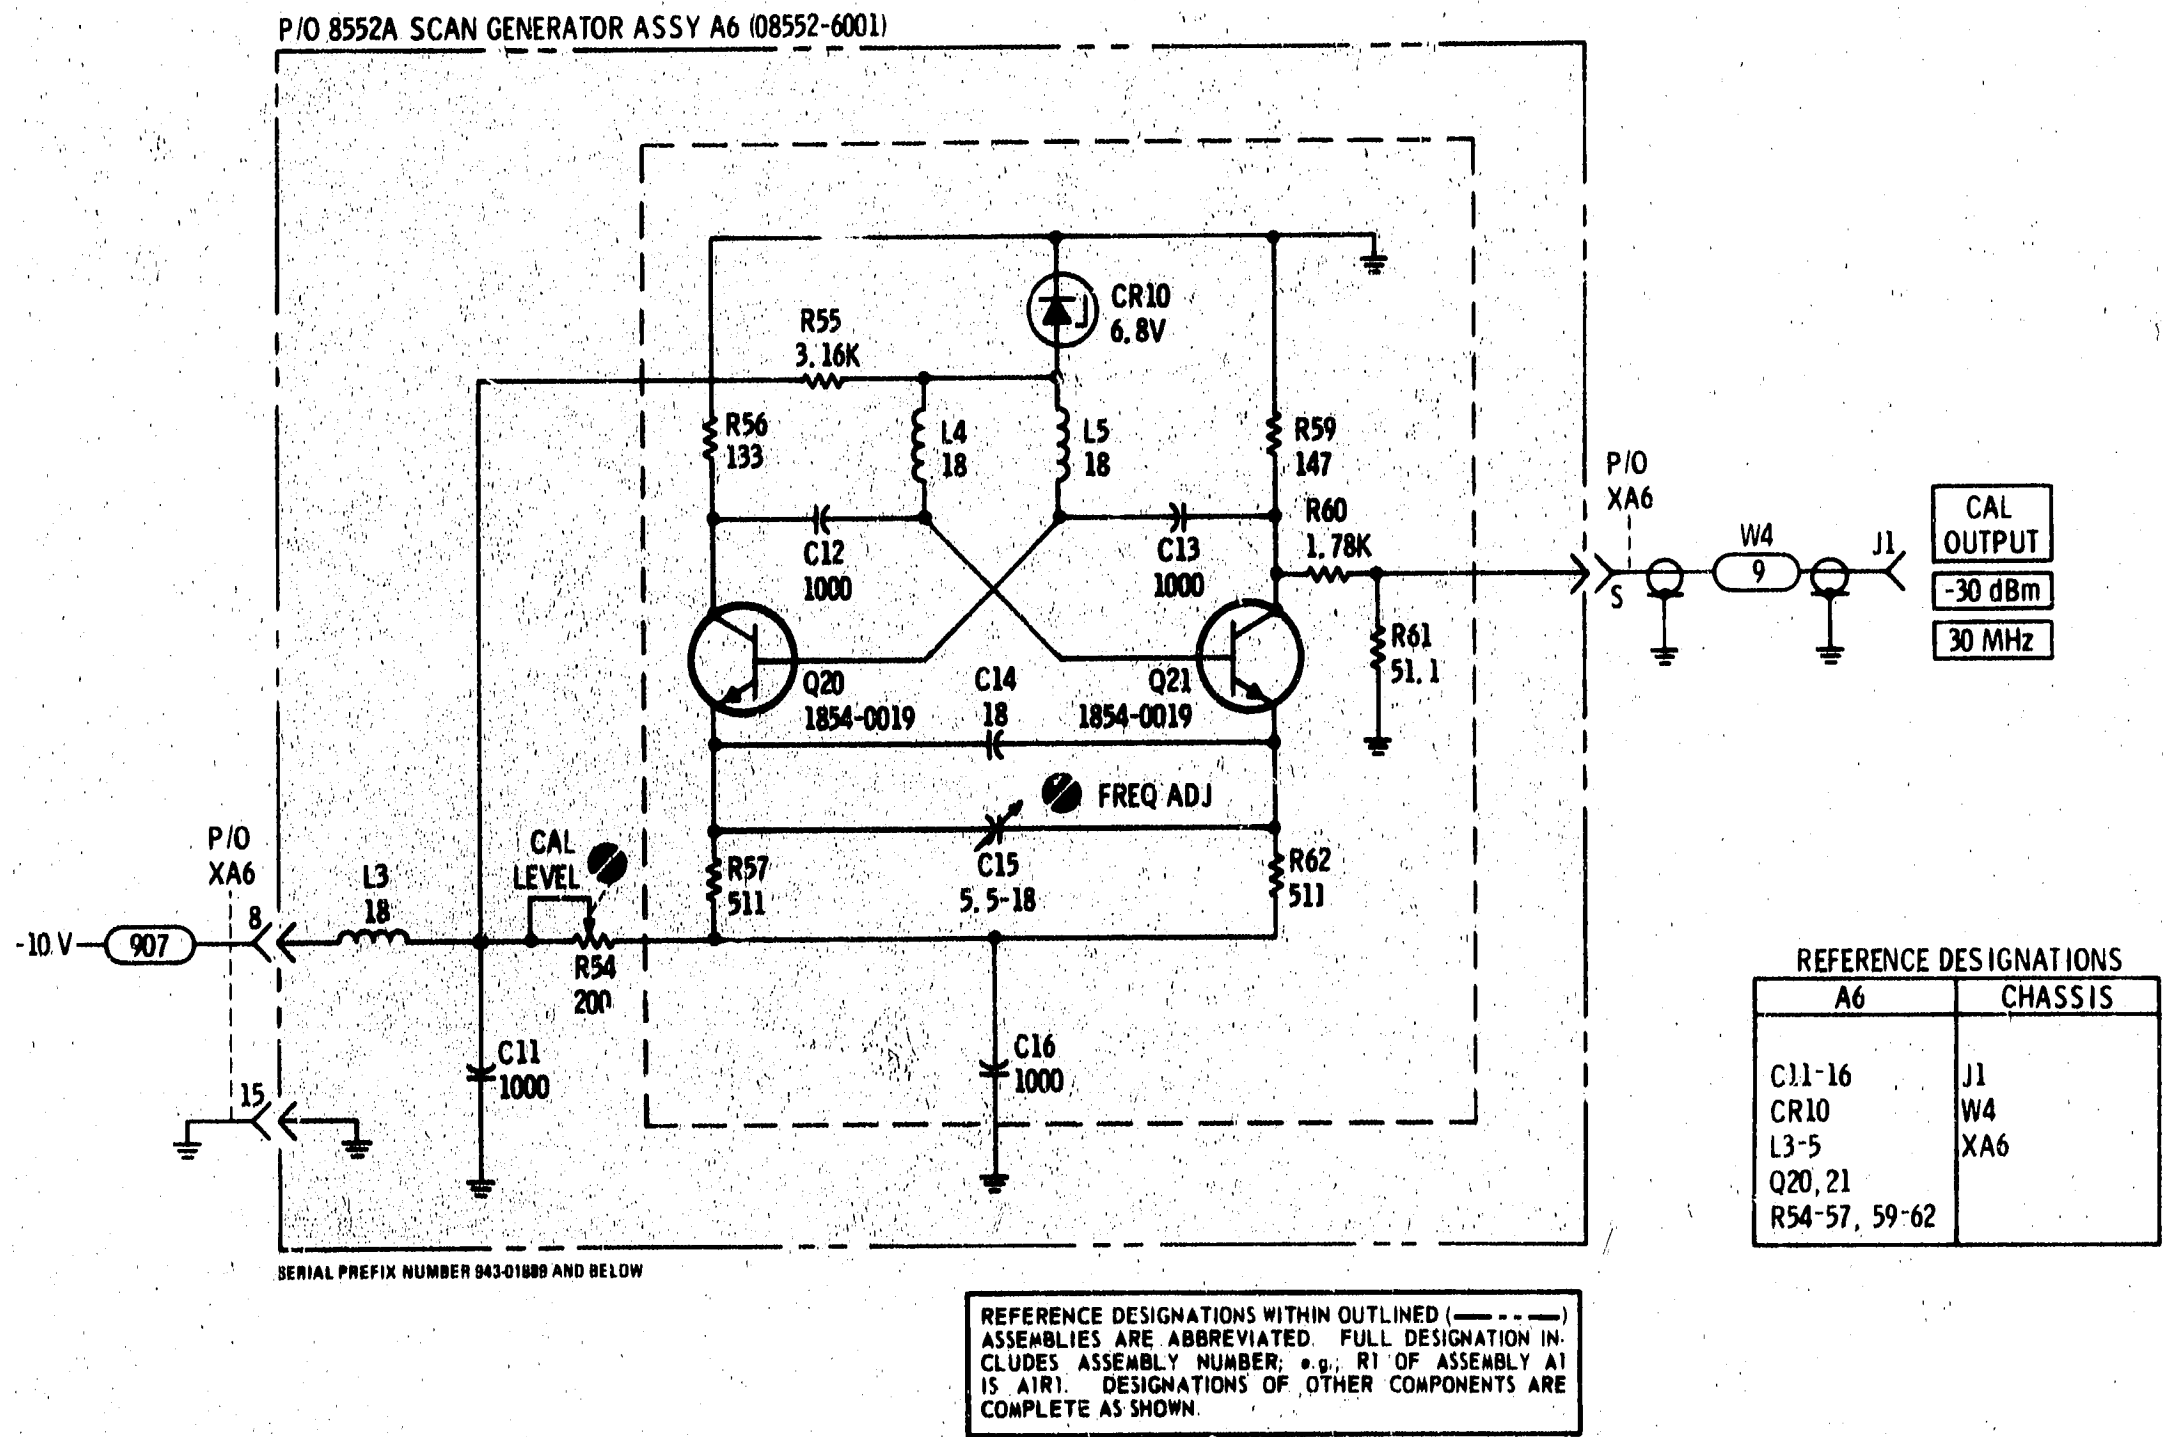 P/O 8552A SCAN GENERATOR ASSY A6 (08552-6001)
CR10
6.8V
R55
3.16K
R56
133
L4
18
L5
18
R59
147
P/O
XA6
R60
1.78K
C12
1000
C13
1000
W4
9
J1
CAL
OUTPUT
-30 dBm
30 MHz
S
R61
51.1
Q20
1854-0019
C14
18
Q21
1854-0019
FREQ ADJ
C15
5.5-18
P/O
XA6
CAL
LEVEL
R57
511
R62
511
L3
18
8
-10 V
907
R54
200
C11
1000
C16
1000
15
REFERENCE DESIGNATIONS
A6
CHASSIS
C11-16
J1
CR10
W4
L3-5
XA6
Q20, 21
R54-57, 59-62
SERIAL PREFIX NUMBER AND BELOW
REFERENCE DESIGNATIONS WITHIN OUTLINED (—--—)
ASSEMBLIES ARE ABBREVIATED. FULL DESIGNATION IN-
CLUDES ASSEMBLY NUMBER; e.g.; R1 OF ASSEMBLY A1
IS A1R1. DESIGNATIONS OF OTHER COMPONENTS ARE
COMPLETE AS SHOWN.